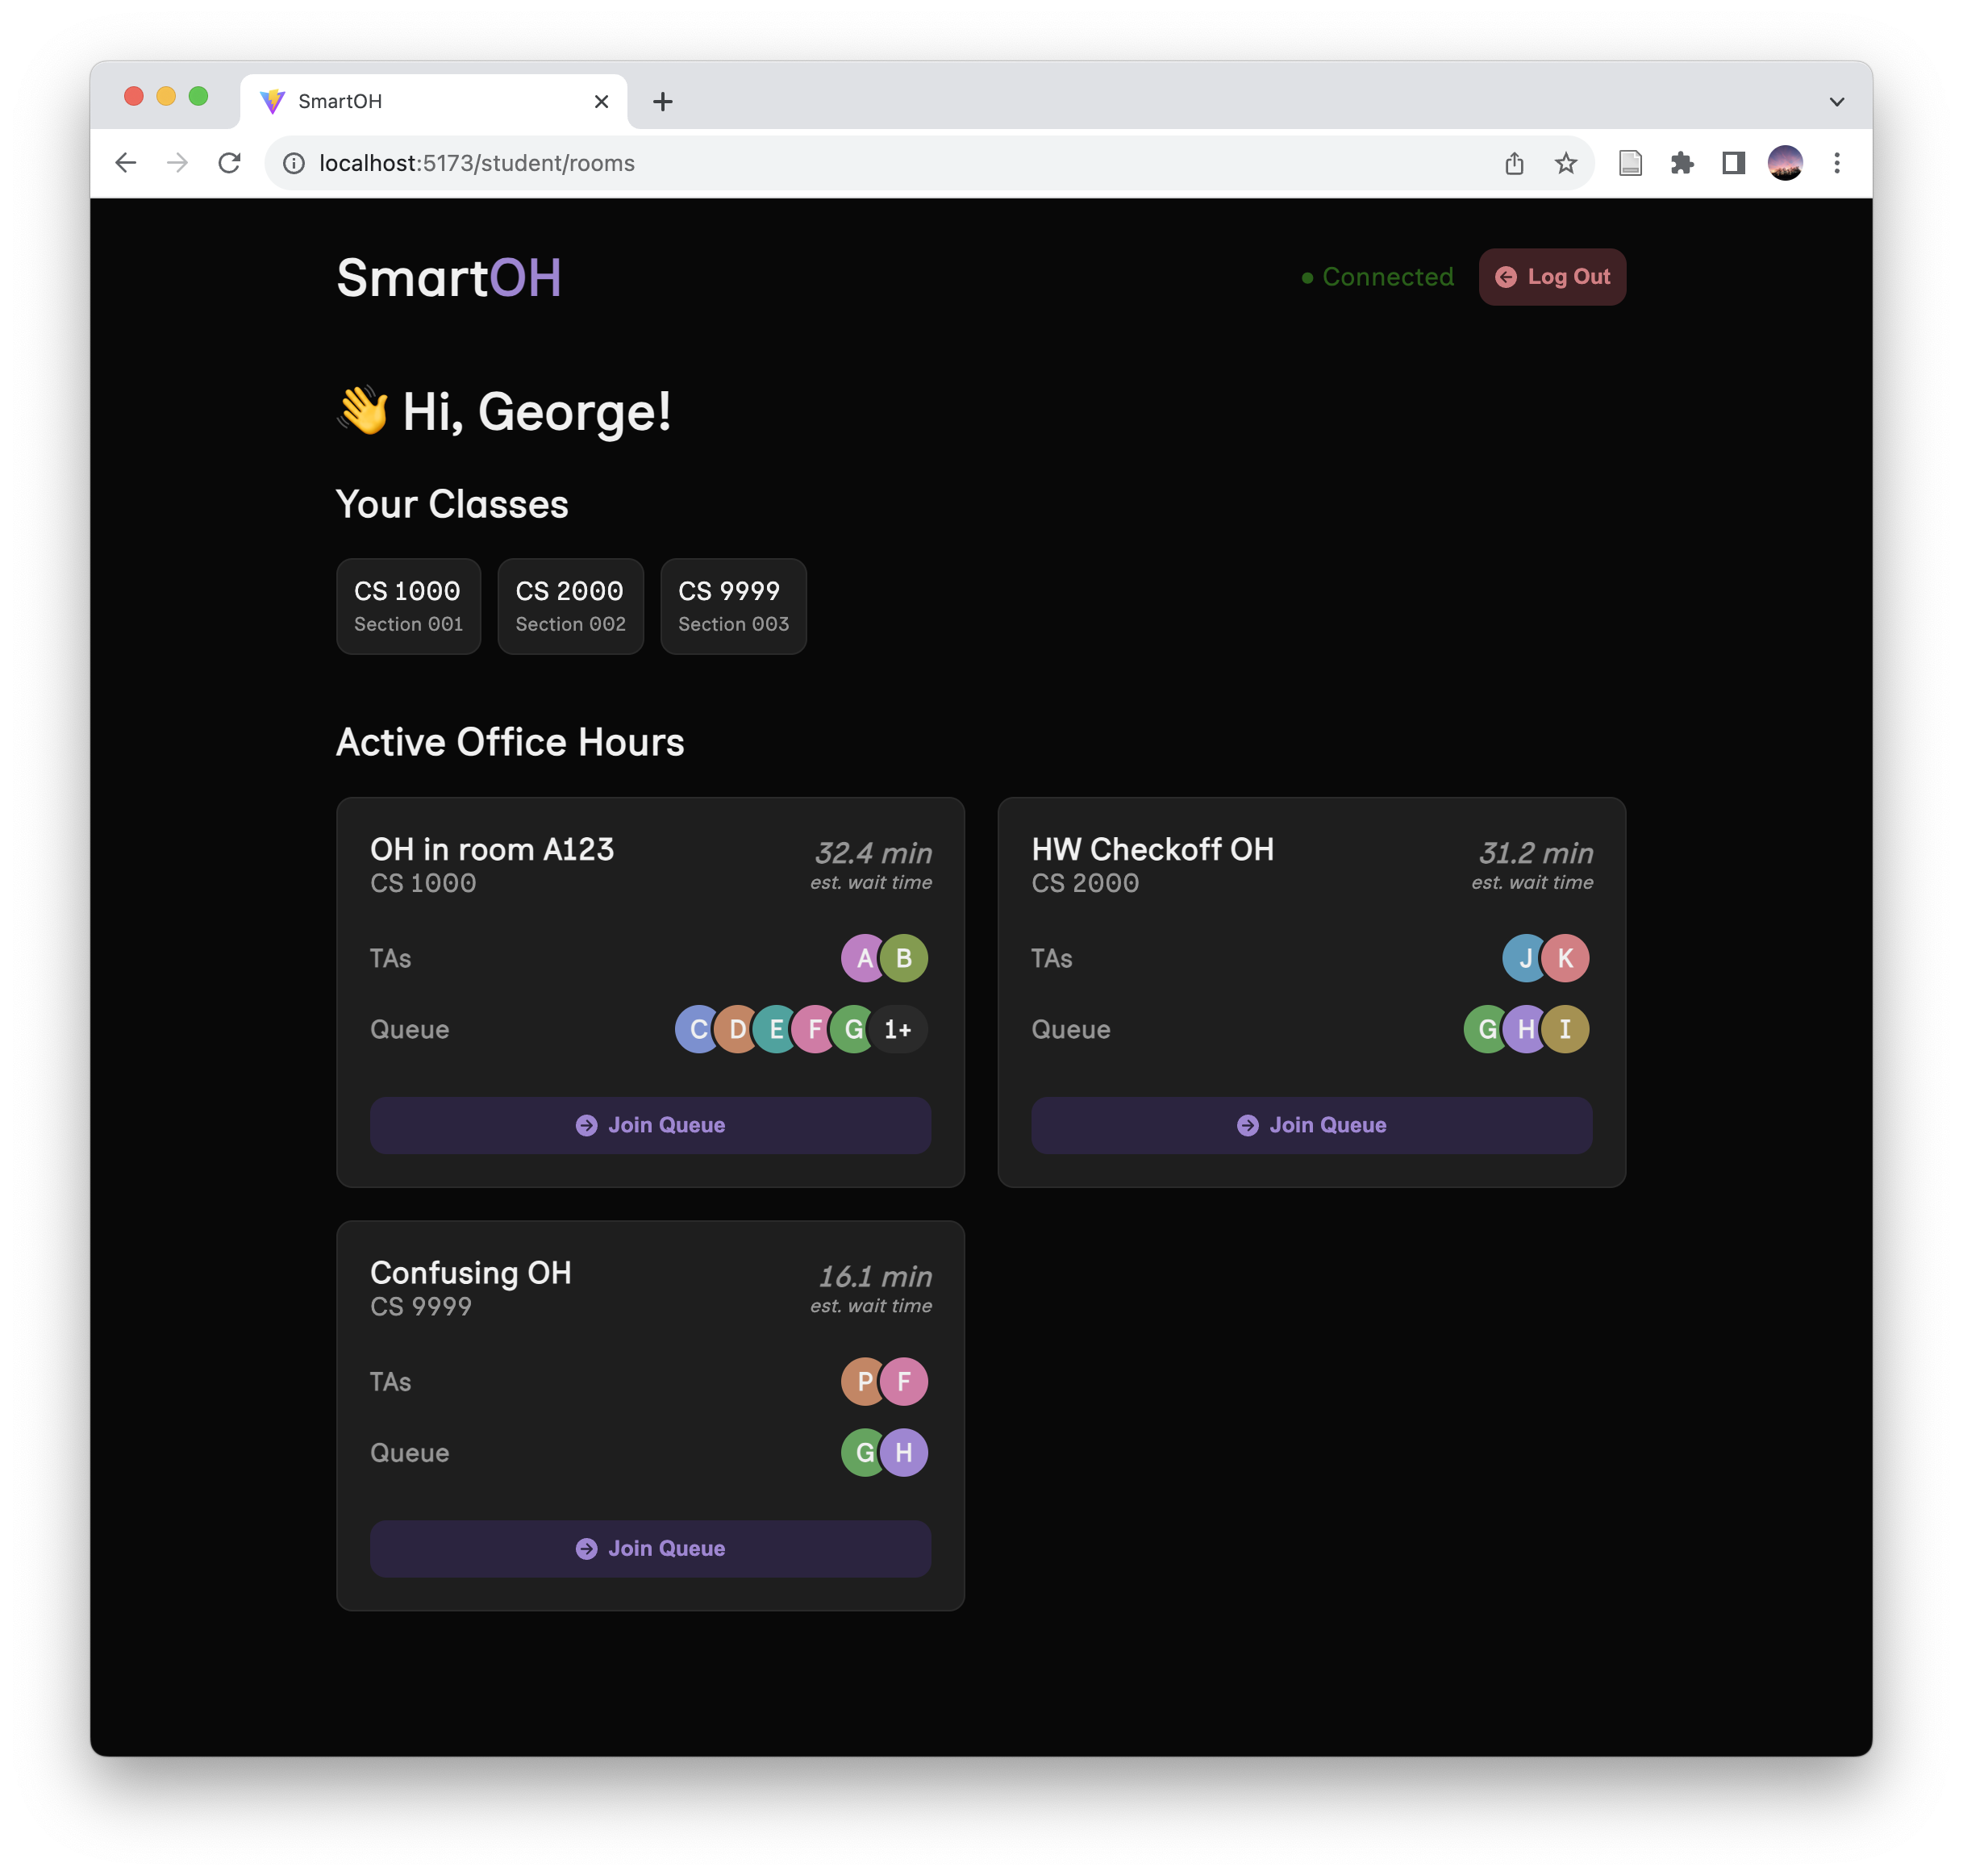 SmartOH
localhost:5173/student/rooms
SmartOH
Connected
Log Out
👋 Hi, George!
Your Classes
CS 1000
Section 001
CS 2000
Section 002
CS 9999
Section 003
Active Office Hours
OH in room A123
CS 1000
32.4 min
est. wait time
TAs
A B
Queue
C D E F G 1+
Join Queue
HW Checkoff OH
CS 2000
31.2 min
est. wait time
TAs
J K
Queue
G H I
Join Queue
Confusing OH
CS 9999
16.1 min
est. wait time
TAs
P F
Queue
G H
Join Queue